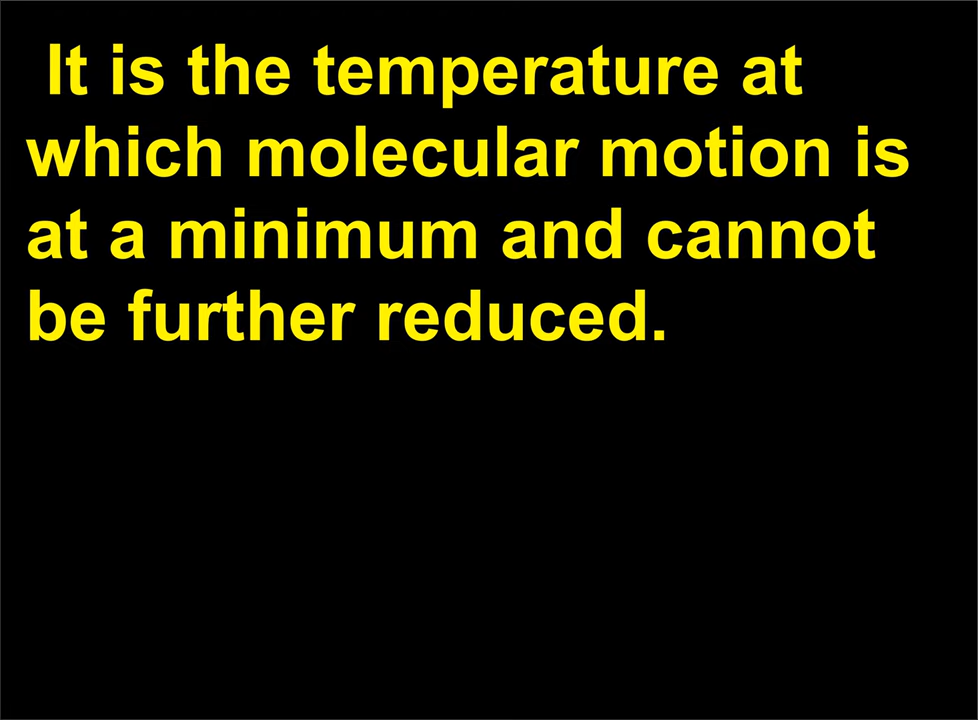 It is the temperature at
which molecular motion is
at a minimum and cannot
be further reduced.